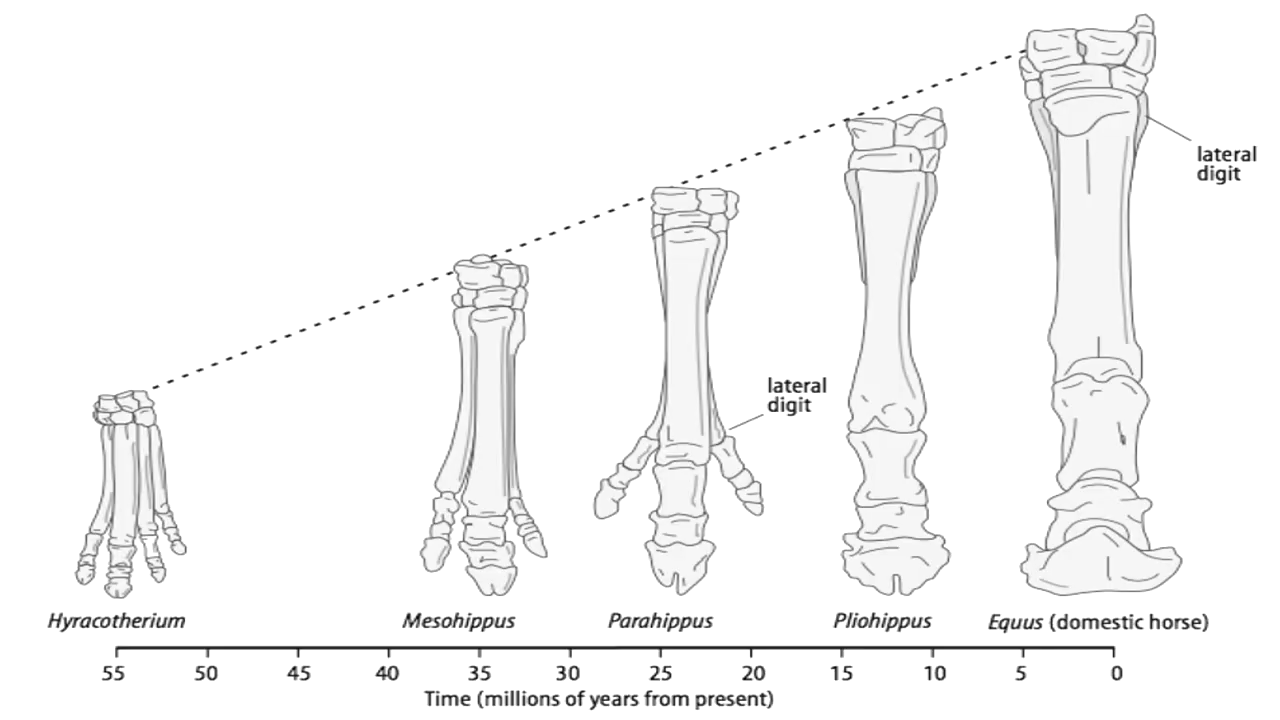 lateral
digit
lateral
digit
Hyracotherium
Mesohippus
Parahippus
Pliohippus
Equus (domestic horse)
55 50 45 40 35 30 25 20 15 10 5 0
Time (millions of years from present)